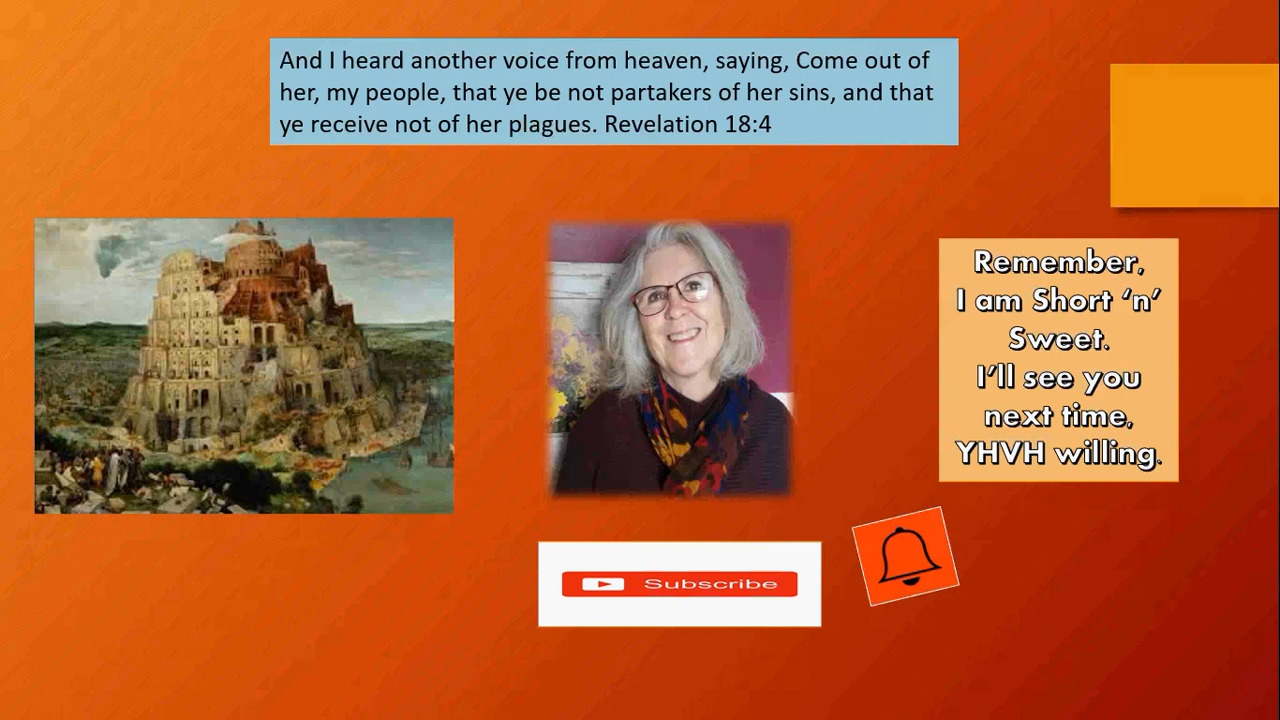 And I heard another voice from heaven, saying, Come out of
her, my people, that ye be not partakers of her sins, and that
ye receive not of her plagues. Revelation 18:4
Remember,
I am Short ‘n’
Sweet.
I’ll see you
next time,
YHVH willing.
Subscribe